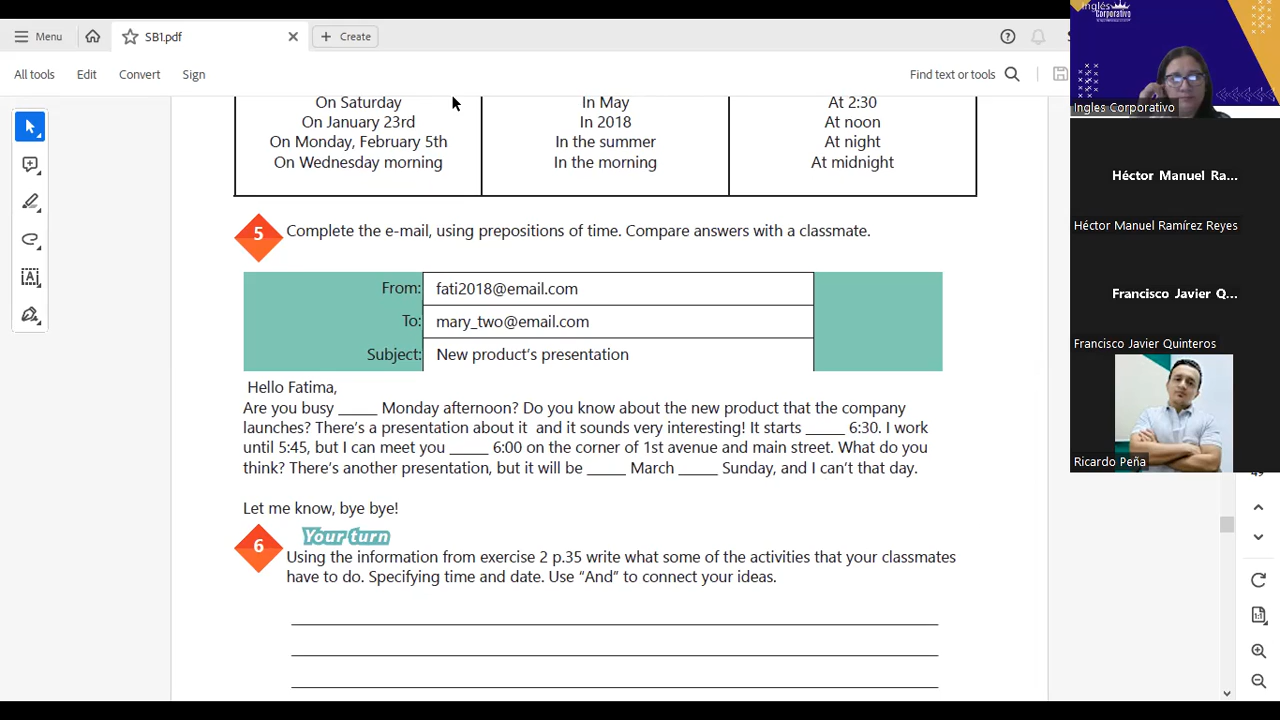 Menu
SB1.pdf
Create
All tools
Edit
Convert
Sign
Find text or tools
On Saturday
In May
At 2:30
On January 23rd
In 2018
At noon
On Monday, February 5th
In the summer
At night
On Wednesday morning
In the morning
At midnight
5
Complete the e-mail, using prepositions of time. Compare answers with a classmate.
From:
fati2018@email.com
To:
mary_two@email.com
Subject:
New product's presentation
Hello Fatima,
Are you busy _____ Monday afternoon? Do you know about the new product that the company
launches? There's a presentation about it and it sounds very interesting! It starts _____ 6:30. I work
until 5:45, but I can meet you _____ 6:00 on the corner of 1st avenue and main street. What do you
think? There's another presentation, but it will be _____ March _____ Sunday, and I can't that day.
Let me know, bye bye!
6
Your turn
Using the information from exercise 2 p.35 write what some of the activities that your classmates
have to do. Specifying time and date. Use “And” to connect your ideas.
Inglés
Corporativo
Ingles Corporativo
Héctor Manuel Ra...
Héctor Manuel Ramírez Reyes
Francisco Javier Q...
Francisco Javier Quinteros
Ricardo Peña
1:1